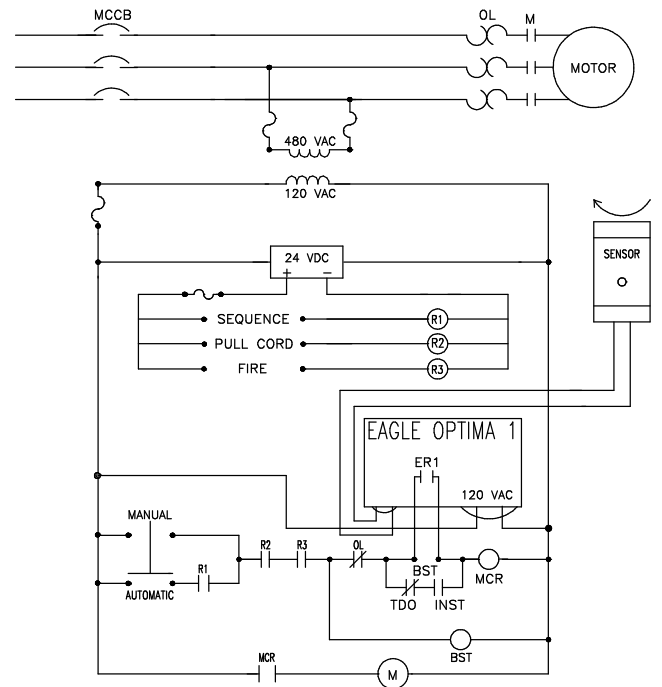 MCCB
OL
M
MOTOR
480 VAC
120 VAC
24 VDC
+ −
SENSOR
SEQUENCE
R1
PULL CORD
R2
FIRE
R3
EAGLE OPTIMA 1
ER1
120 VAC
MANUAL
R1
AUTOMATIC
R2
R3
OL
BST
MCR
TDO
INST
BST
MCR
M